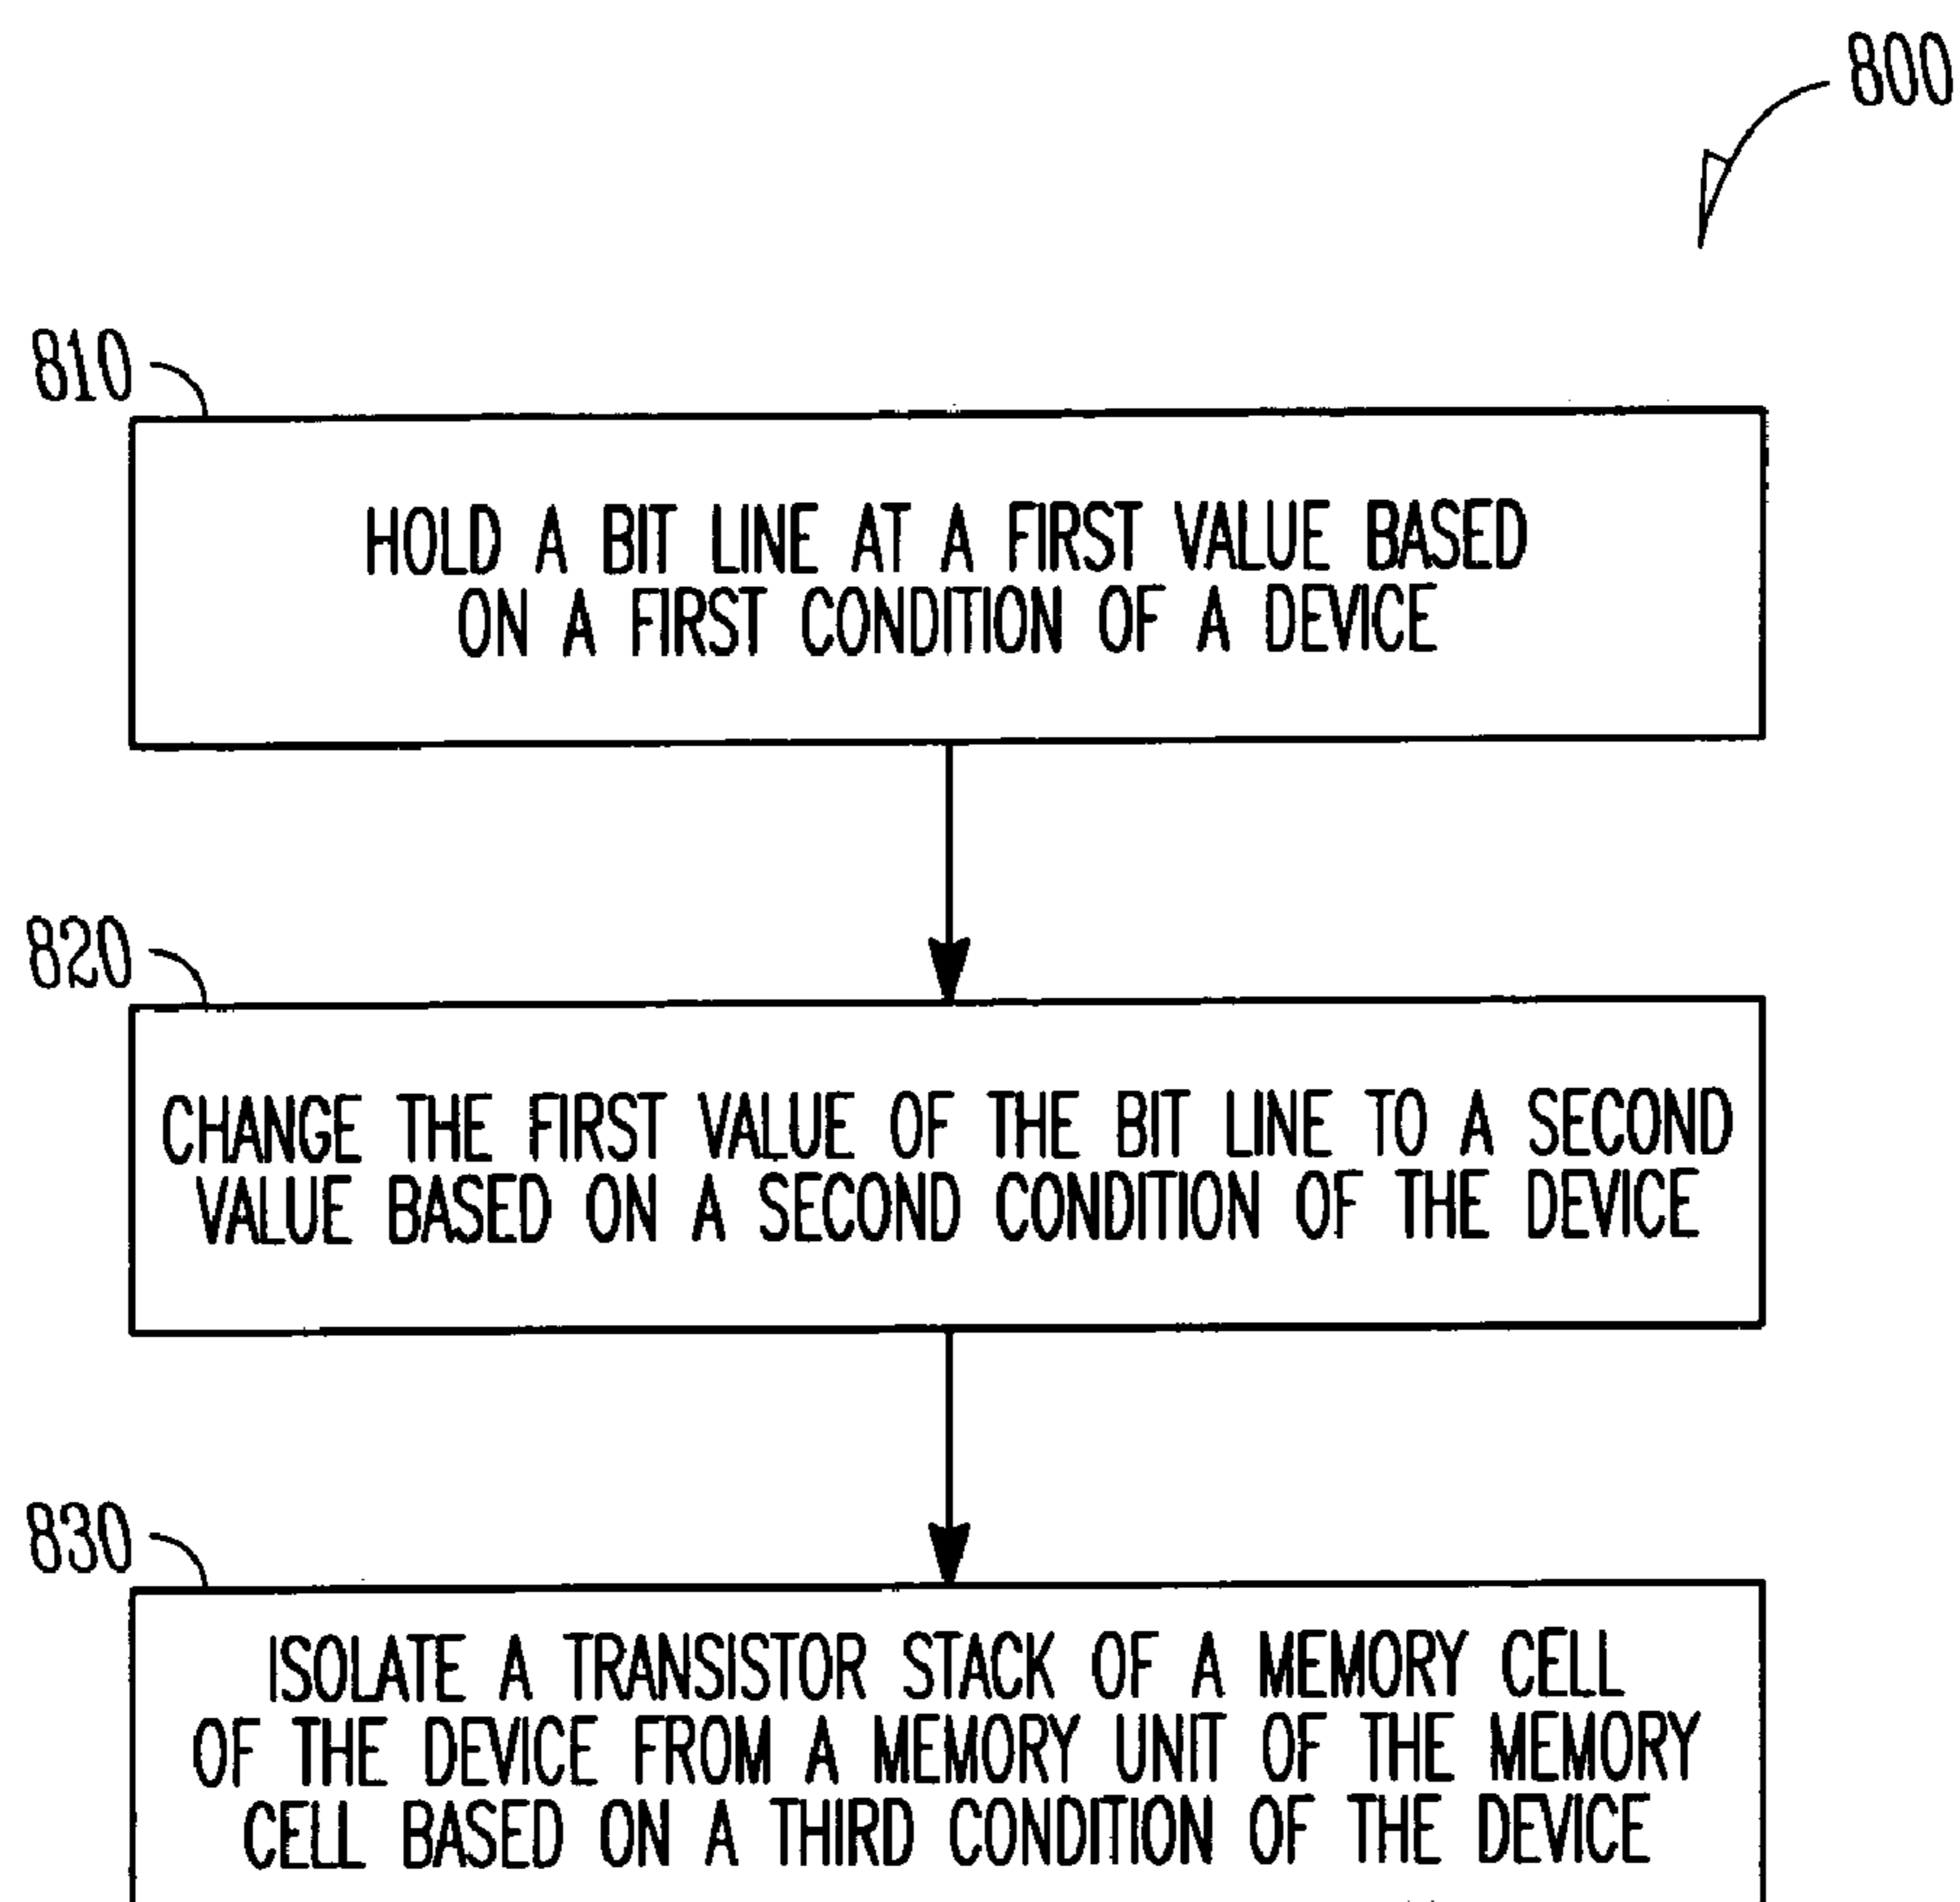 800
810
HOLD A BIT LINE AT A FIRST VALUE BASED
ON A FIRST CONDITION OF A DEVICE
820
CHANGE THE FIRST VALUE OF THE BIT LINE TO A SECOND
VALUE BASED ON A SECOND CONDITION OF THE DEVICE
830
ISOLATE A TRANSISTOR STACK OF A MEMORY CELL
OF THE DEVICE FROM A MEMORY UNIT OF THE MEMORY
CELL BASED ON A THIRD CONDITION OF THE DEVICE